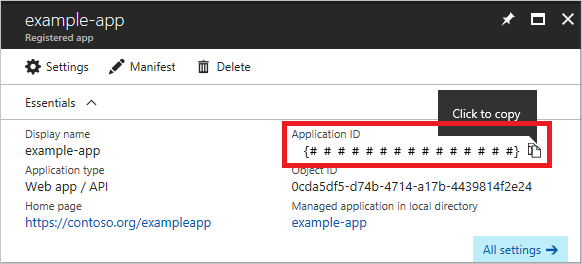 example-app
Registered app
Settings Manifest Delete
Essentials
Click to copy
Display name
example-app
Application ID
{# # # # # # # # # # # # # # #}
Application type
Web app / API
Object ID
0cda5df5-d74b-4714-a17b-4439814f2e24
Home page
https://contoso.org/exampleapp
Managed application in local directory
example-app
All settings →